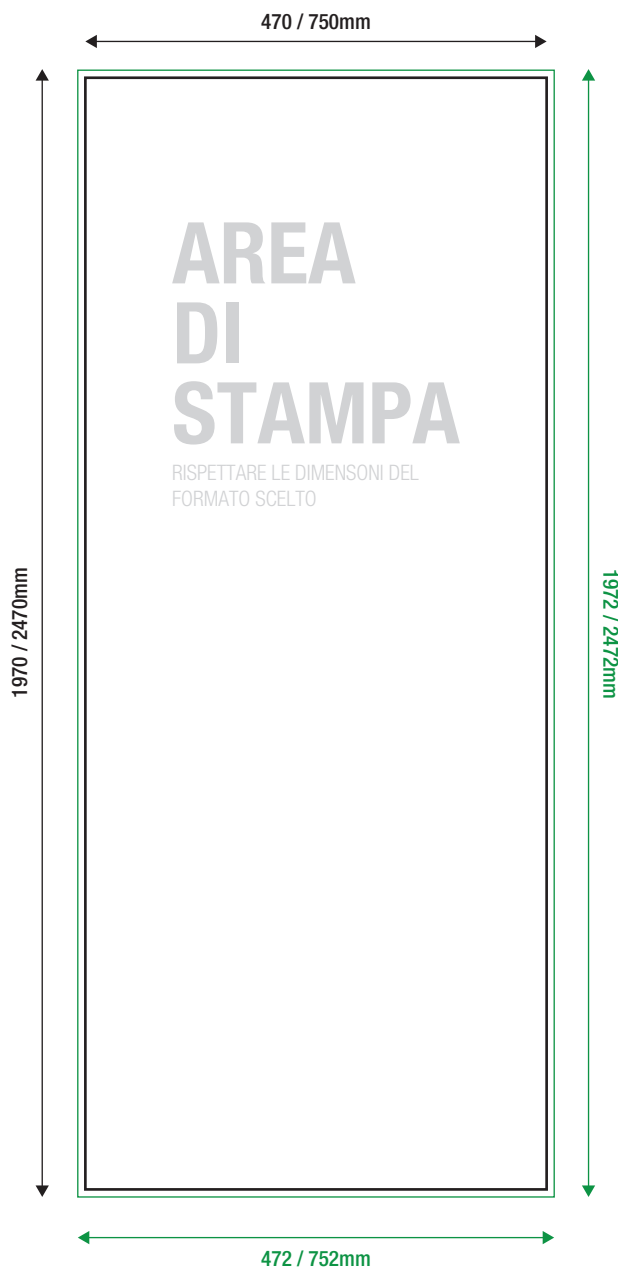 470 / 750mm
AREA
DI
STAMPA
RISPETTARE LE DIMENSONI DEL
FORMATO SCELTO
1970 / 2470mm
1972 / 2472mm
472 / 752mm